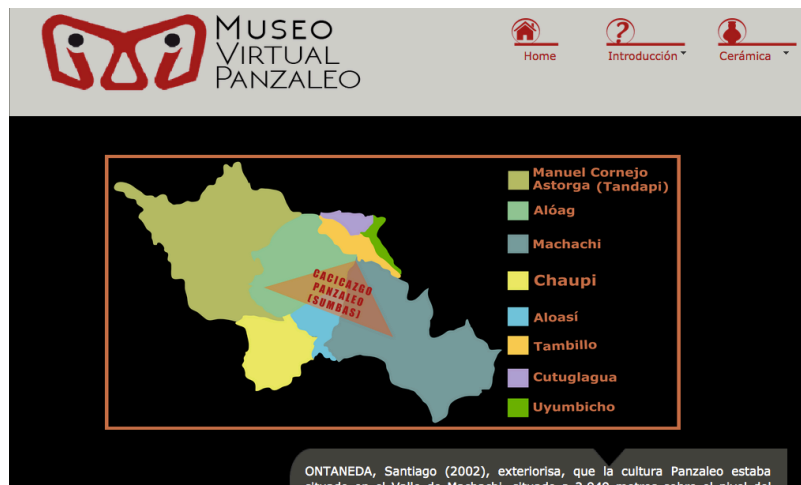 MUSEO
VIRTUAL
PANZALEO
Home
Introducción
Cerámica
Manuel Cornejo
Astorga (Tandapi)
Alóag
Machachi
Chaupi
Aloasí
Tambillo
Cutuglagua
Uyumbicho
CACICAZGO
PANZALEO
(SUMBAS)
ONTANEDA, Santiago (2002), exteriorisa, que la cultura Panzaleo estaba